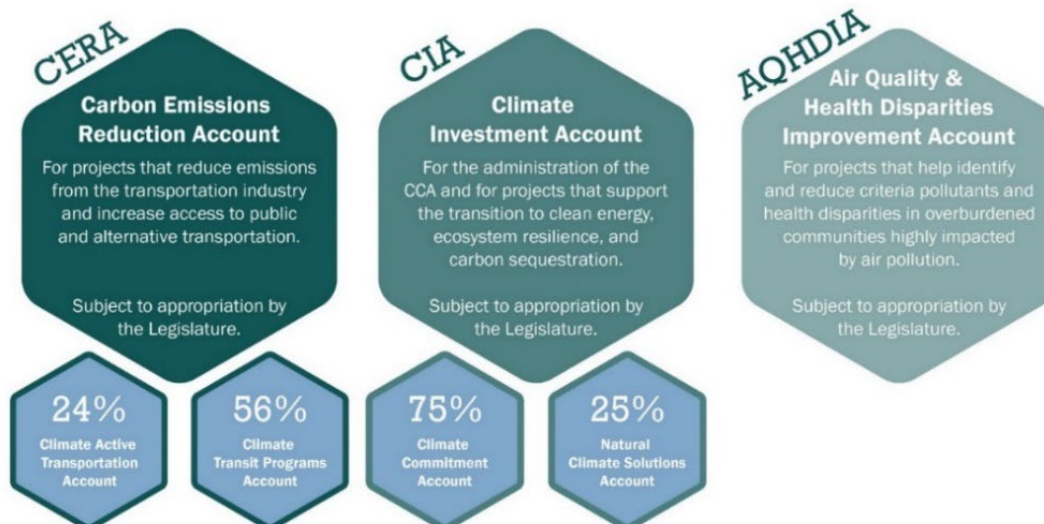 CERA
Carbon Emissions
Reduction Account
For projects that reduce emissions
from the transportation industry
and increase access to public
and alternative transportation.
Subject to appropriation by
the Legislature.
24%
Climate Active
Transportation
Account
56%
Climate
Transit Programs
Account
CIA
Climate
Investment Account
For the administration of the
CCA and for projects that support
the transition to clean energy,
ecosystem resilience, and
carbon sequestration.
Subject to appropriation by
the Legislature.
75%
Climate
Commitment
Account
25%
Natural
Climate Solutions
Account
AQHDIA
Air Quality &
Health Disparities
Improvement Account
For projects that help identify
and reduce criteria pollutants and
health disparities in overburdened
communities highly impacted
by air pollution.
Subject to appropriation by
the Legislature.